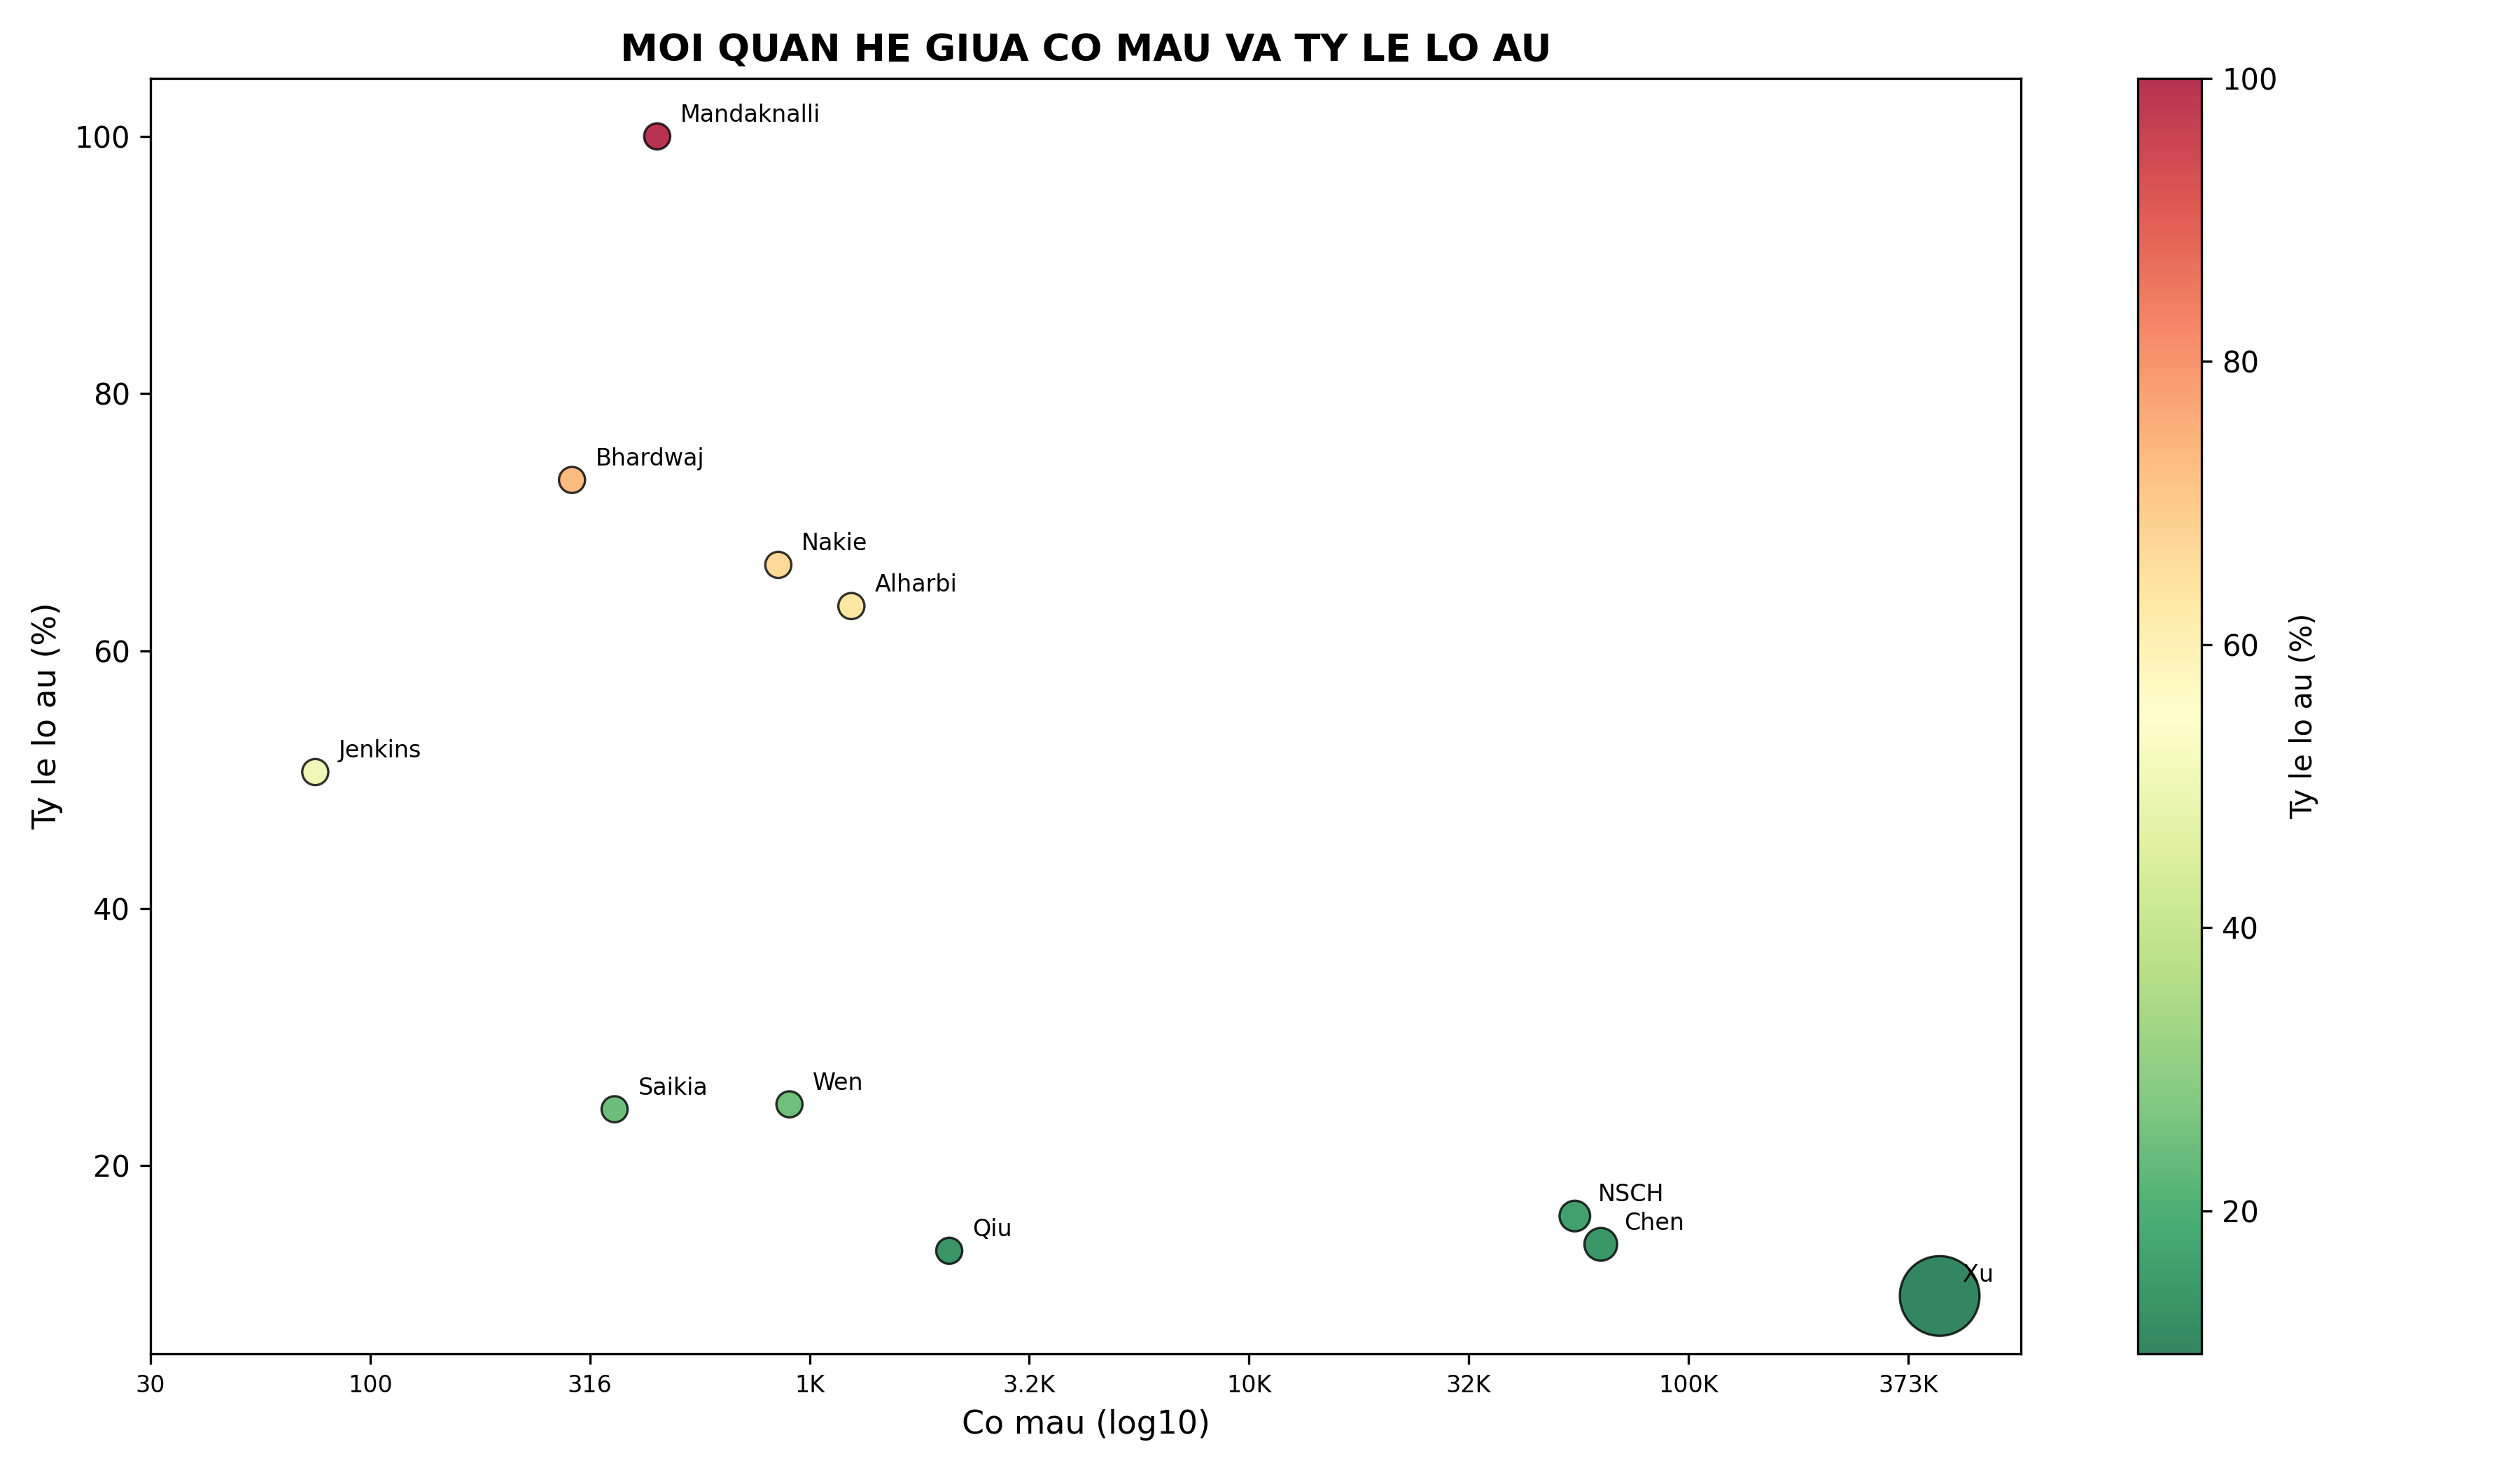 MOI QUAN HE GIUA CO MAU VA TY LE LO AU
100
80
60
40
20
Ty le lo au (%)
Mandaknalli
Bhardwaj
Nakie
Alharbi
Jenkins
Saikia
Wen
Qiu
NSCH
Chen
Xu
30
100
316
1K
3.2K
10K
32K
100K
373K
Co mau (log10)
100
80
60
40
20
Ty le lo au (%)